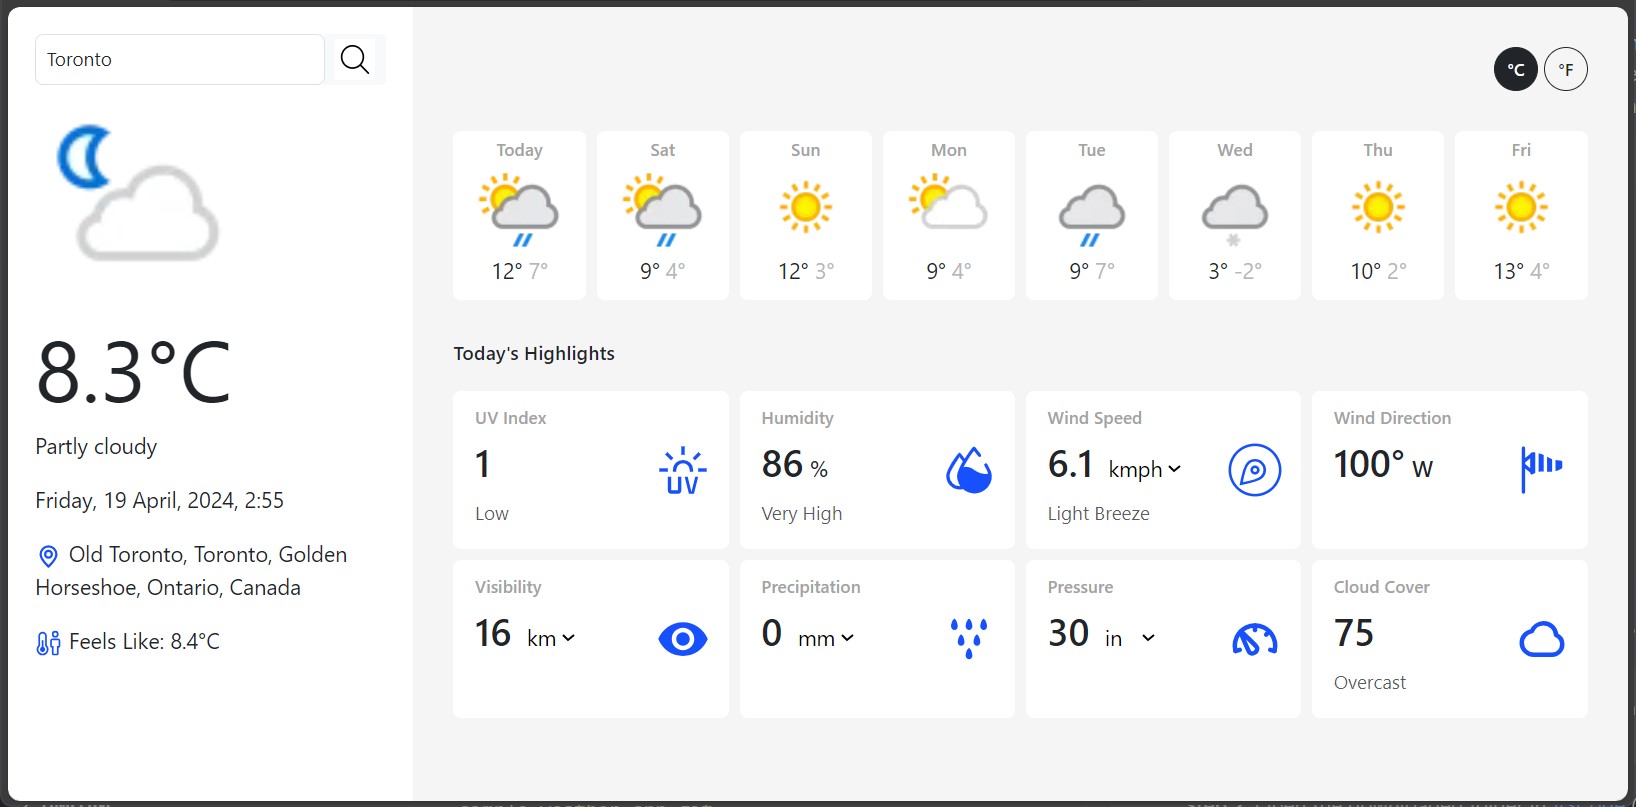 Toronto
8.3°C
Partly cloudy
Friday, 19 April, 2024, 2:55
Old Toronto, Toronto, Golden
Horseshoe, Ontario, Canada
Feels Like: 8.4°C
°C °F
Today Sat Sun Mon Tue Wed Thu Fri
12° 7° 9° 4° 12° 3° 9° 4° 9° 7° 3° -2° 10° 2° 13° 4°
Today's Highlights
UV Index
1
Low
UV
Humidity
86 %
Very High
Wind Speed
6.1 kmph
Light Breeze
Wind Direction
100° W
Visibility
16 km
Precipitation
0 mm
Pressure
30 in
Cloud Cover
75
Overcast